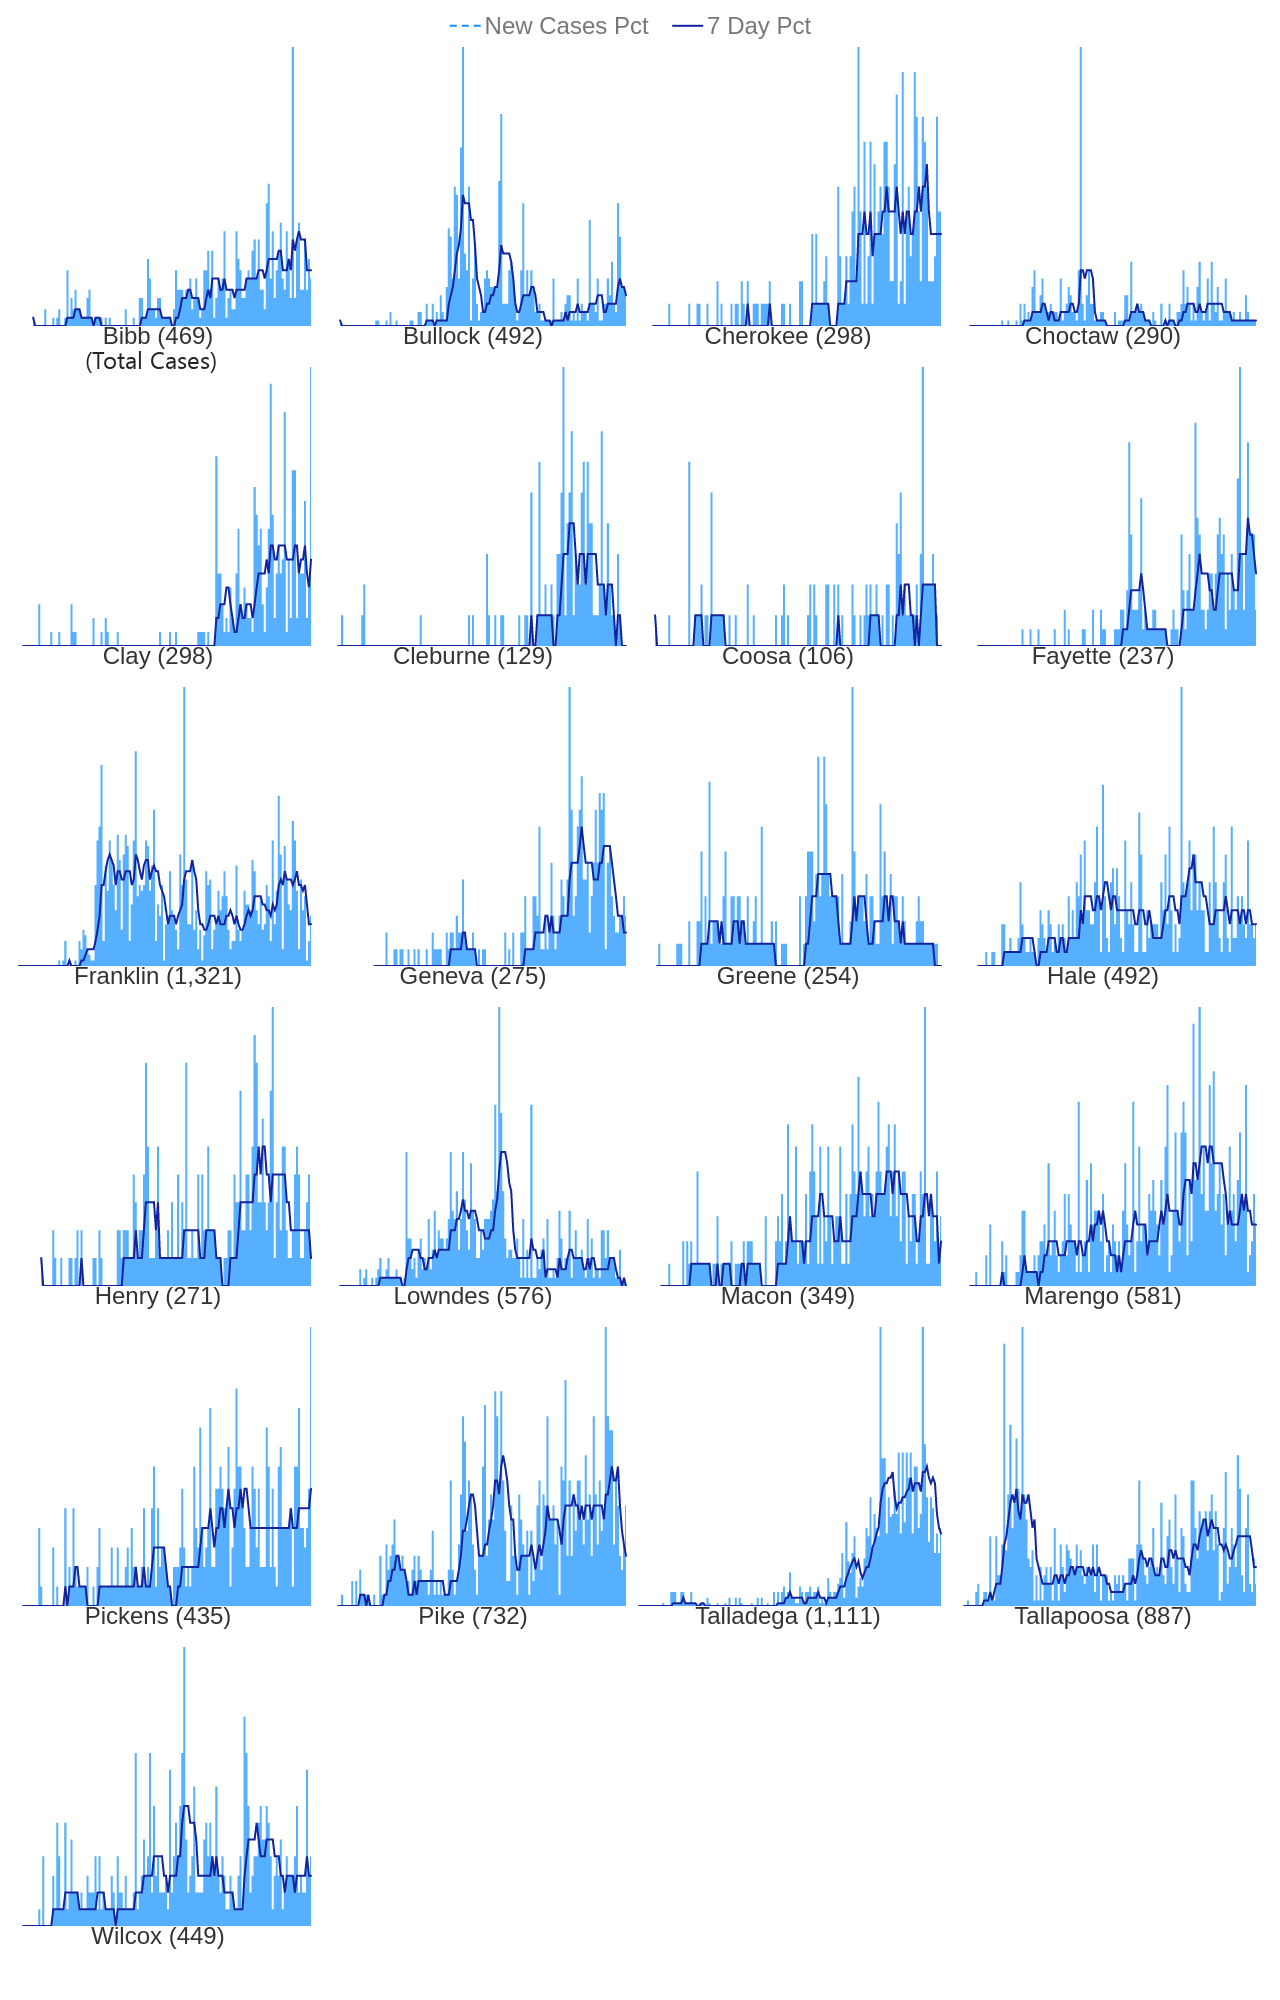 New Cases Pct 7 Day Pct
Bibb (469) Bullock (492) Cherokee (298) Choctaw (290)
(Total Cases)
Clay (298) Cleburne (129) Coosa (106) Fayette (237)
Franklin (1,321) Geneva (275) Greene (254) Hale (492)
Henry (271) Lowndes (576) Macon (349) Marengo (581)
Pickens (435) Pike (732) Talladega (1,111) Tallapoosa (887)
Wilcox (449)